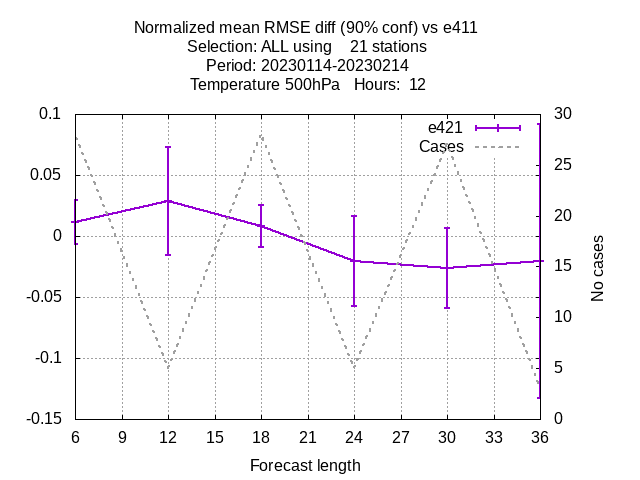 Normalized mean RMSE diff (90% conf) vs e411
Selection: ALL using    21 stations
Period: 20230114-20230214
Temperature 500hPa   Hours:  12
0.1
0.05
0
-0.05
-0.1
-0.15
30
25
20
15
10
5
0
e421
Cases
No cases
6 9 12 15 18 21 24 27 30 33 36
Forecast length